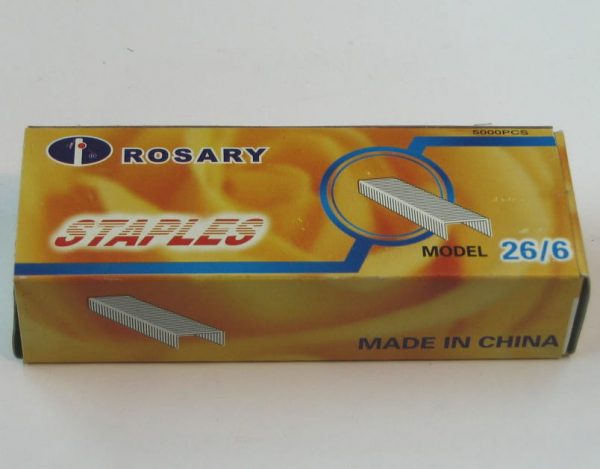 5000PCS
ROSARY
STAPLES
MODEL 26/6
MADE IN CHINA